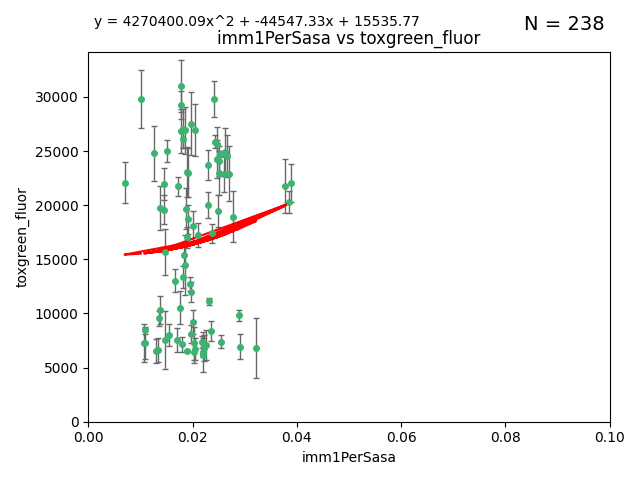 y = 4270400.09x^2 + -44547.33x + 15535.77
N = 238
imm1PerSasa vs toxgreen_fluor
30000
25000
20000
15000
10000
5000
0
toxgreen_fluor
0.00 0.02 0.04 0.06 0.08 0.10
imm1PerSasa